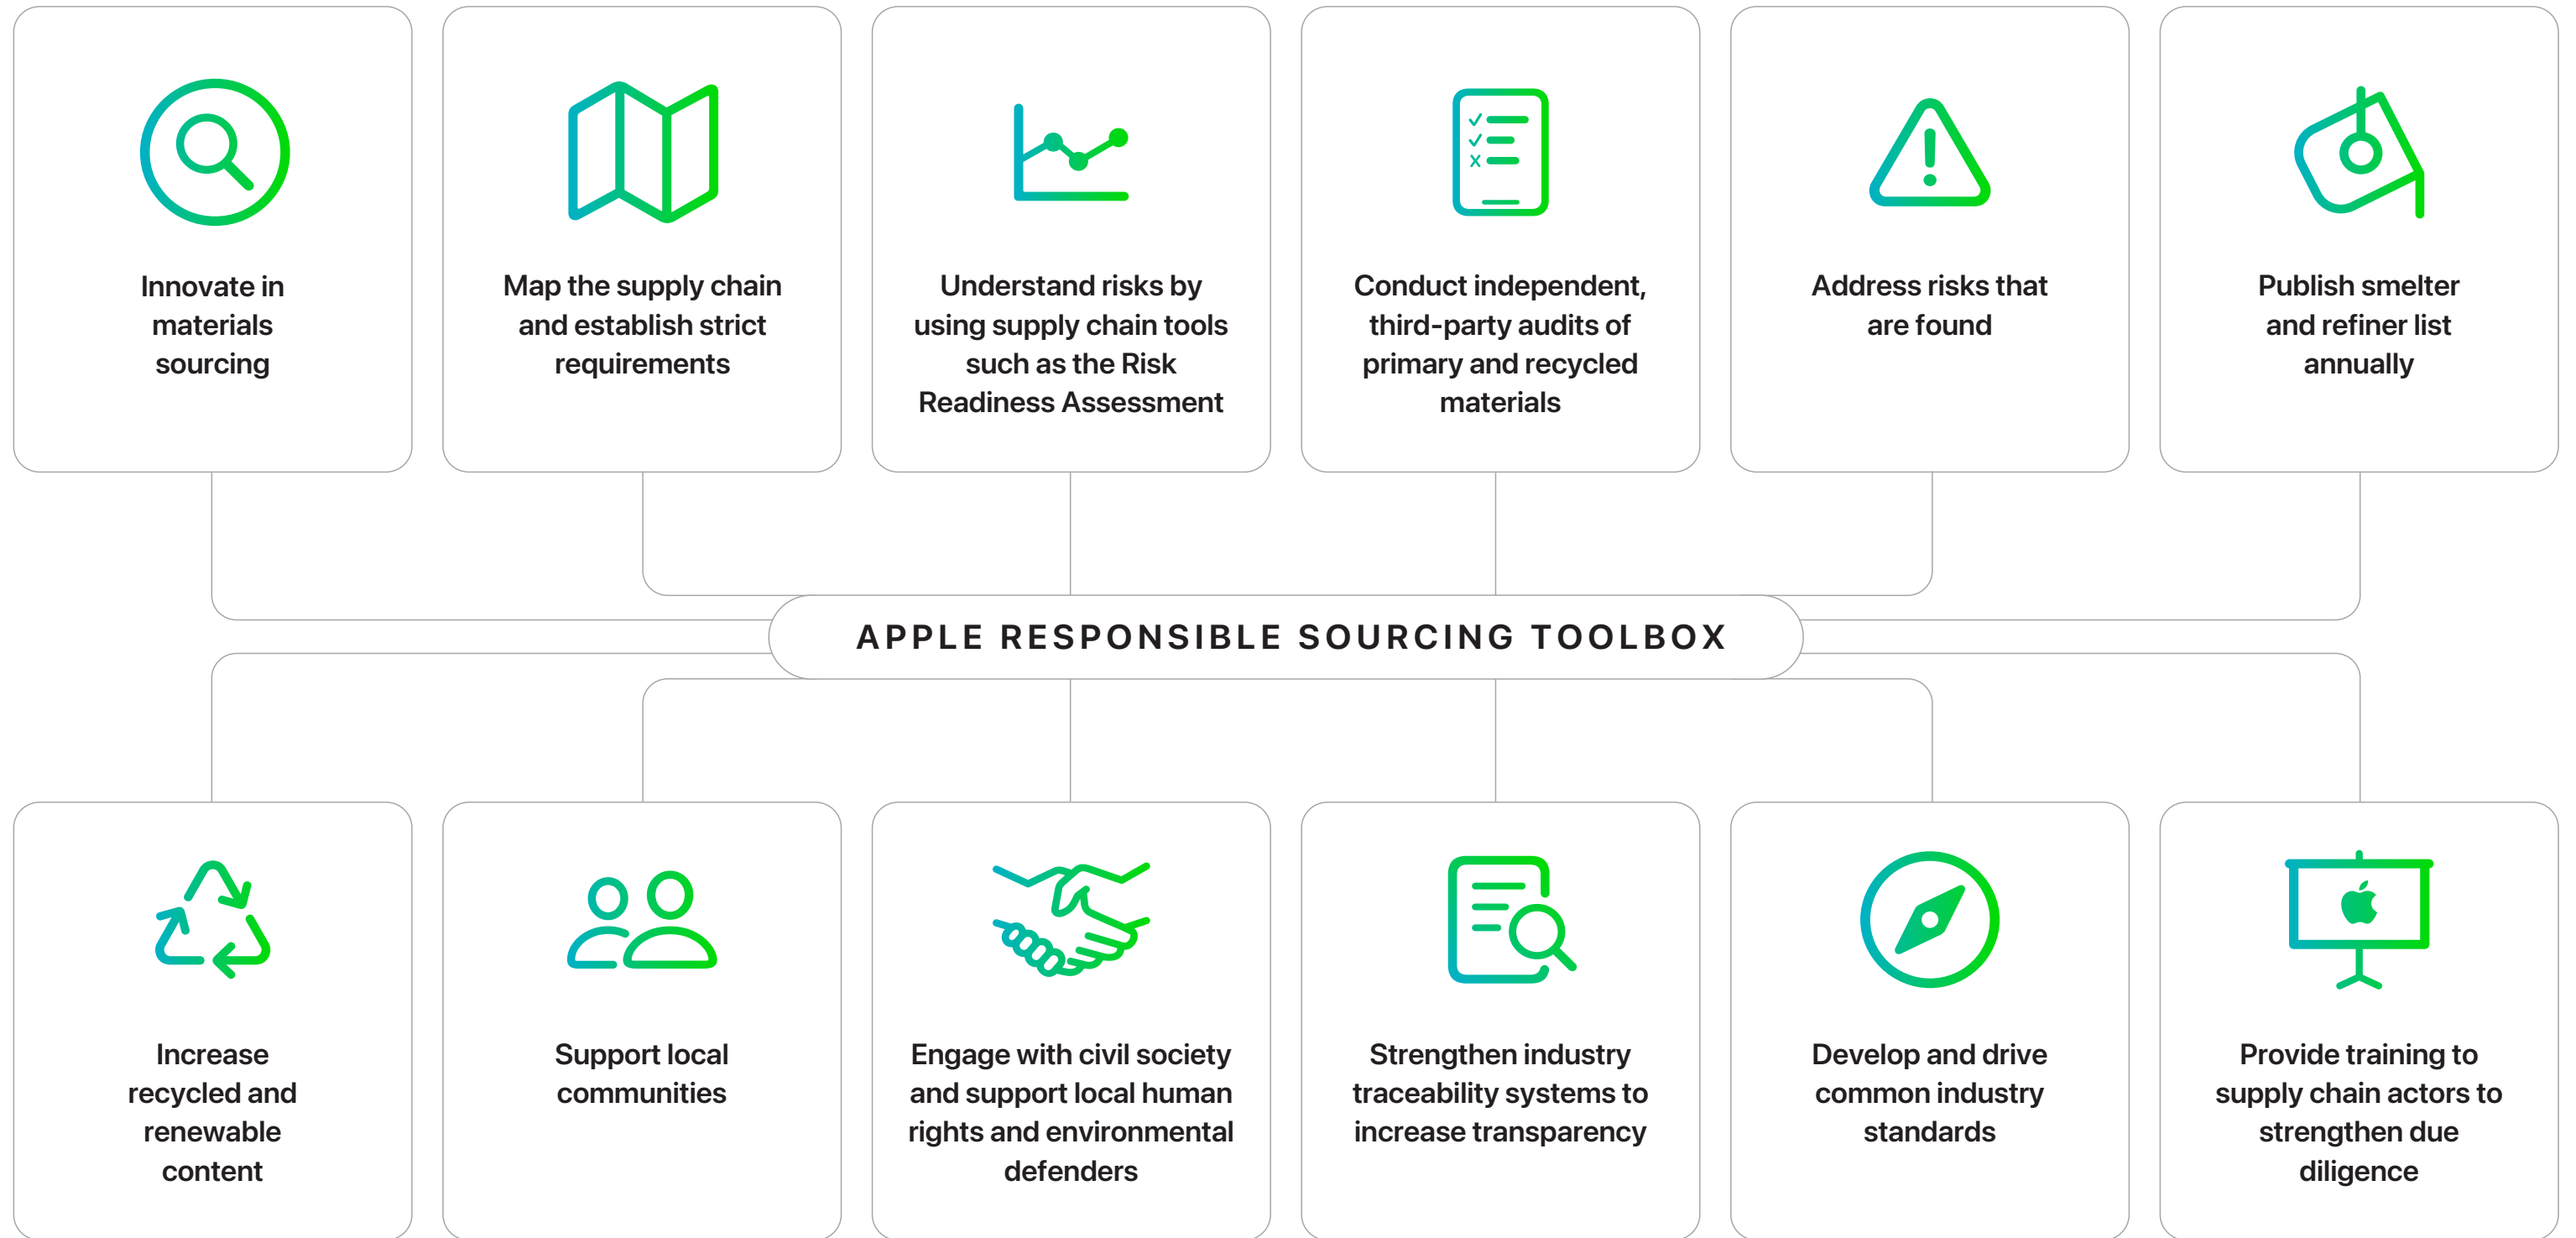 Innovate in
materials
sourcing
Map the supply chain
and establish strict
requirements
Understand risks by
using supply chain tools
such as the Risk
Readiness Assessment
Conduct independent,
third-party audits of
primary and recycled
materials
Address risks that
are found
Publish smelter
and refiner list
annually
APPLE RESPONSIBLE SOURCING TOOLBOX
Increase
recycled and
renewable
content
Support local
communities
Engage with civil society
and support local human
rights and environmental
defenders
Strengthen industry
traceability systems to
increase transparency
Develop and drive
common industry
standards
Provide training to
supply chain actors to
strengthen due
diligence